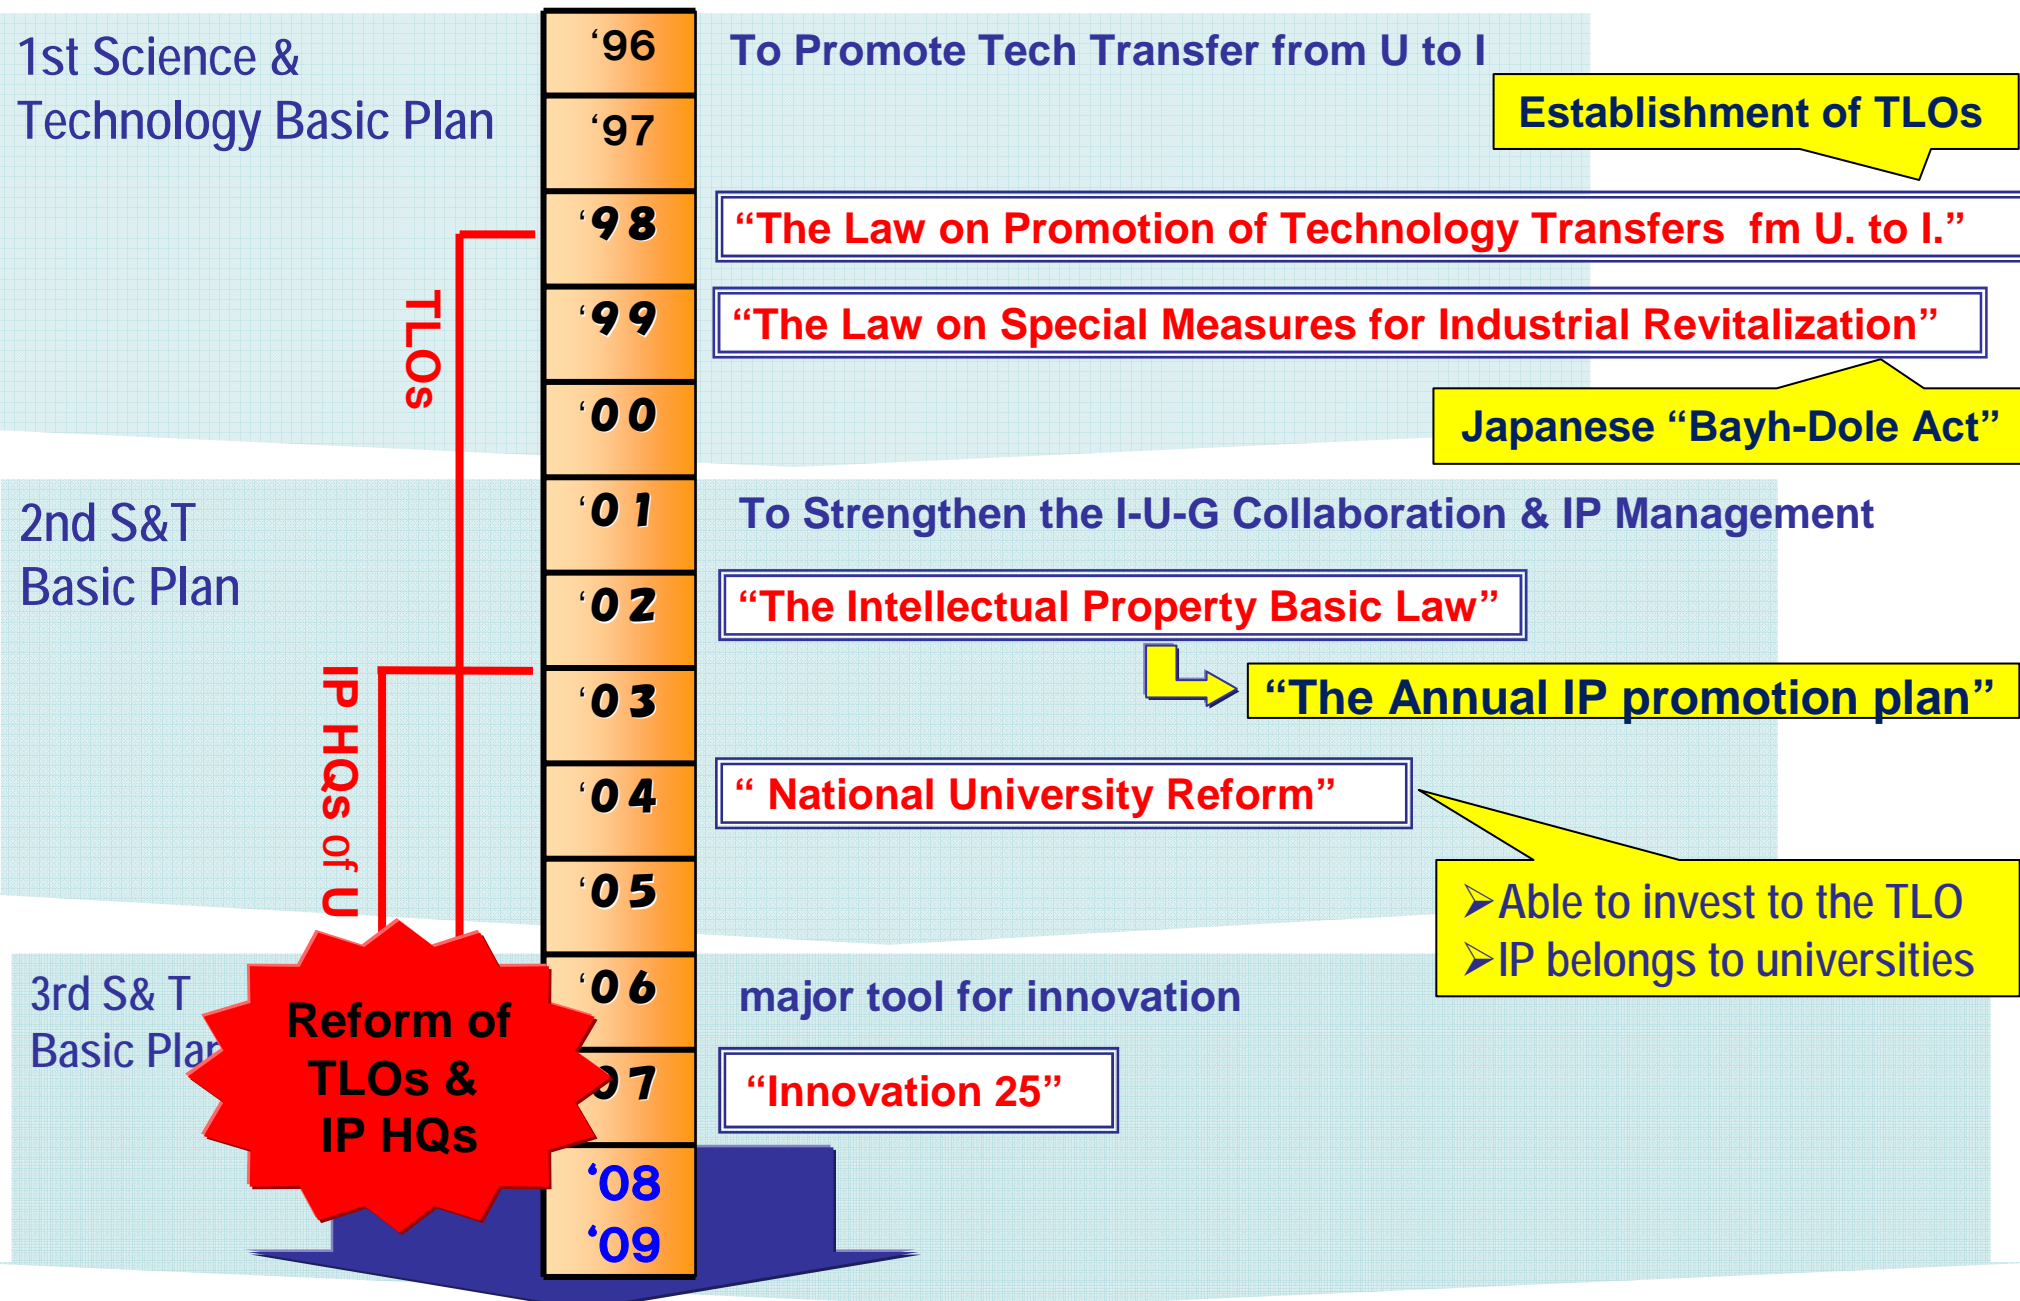 1st Science &
Technology Basic Plan
‘96
To Promote Tech Transfer from U to I
Establishment of TLOs
‘97
‘98
“The Law on Promotion of Technology Transfers fm U. to I.”
TLOs
‘99
“The Law on Special Measures for Industrial Revitalization”
‘00
Japanese “Bayh-Dole Act”
2nd S&T
Basic Plan
‘01
To Strengthen the I-U-G Collaboration & IP Management
‘02
“The Intellectual Property Basic Law”
IP HQs of U
‘03
“The Annual IP promotion plan”
‘04
“ National University Reform”
‘05
➢Able to invest to the TLO
➢IP belongs to universities
3rd S& T
Basic Plan
‘06
major tool for innovation
Reform of
TLOs &
IP HQs
07
“Innovation 25”
‘08
‘09